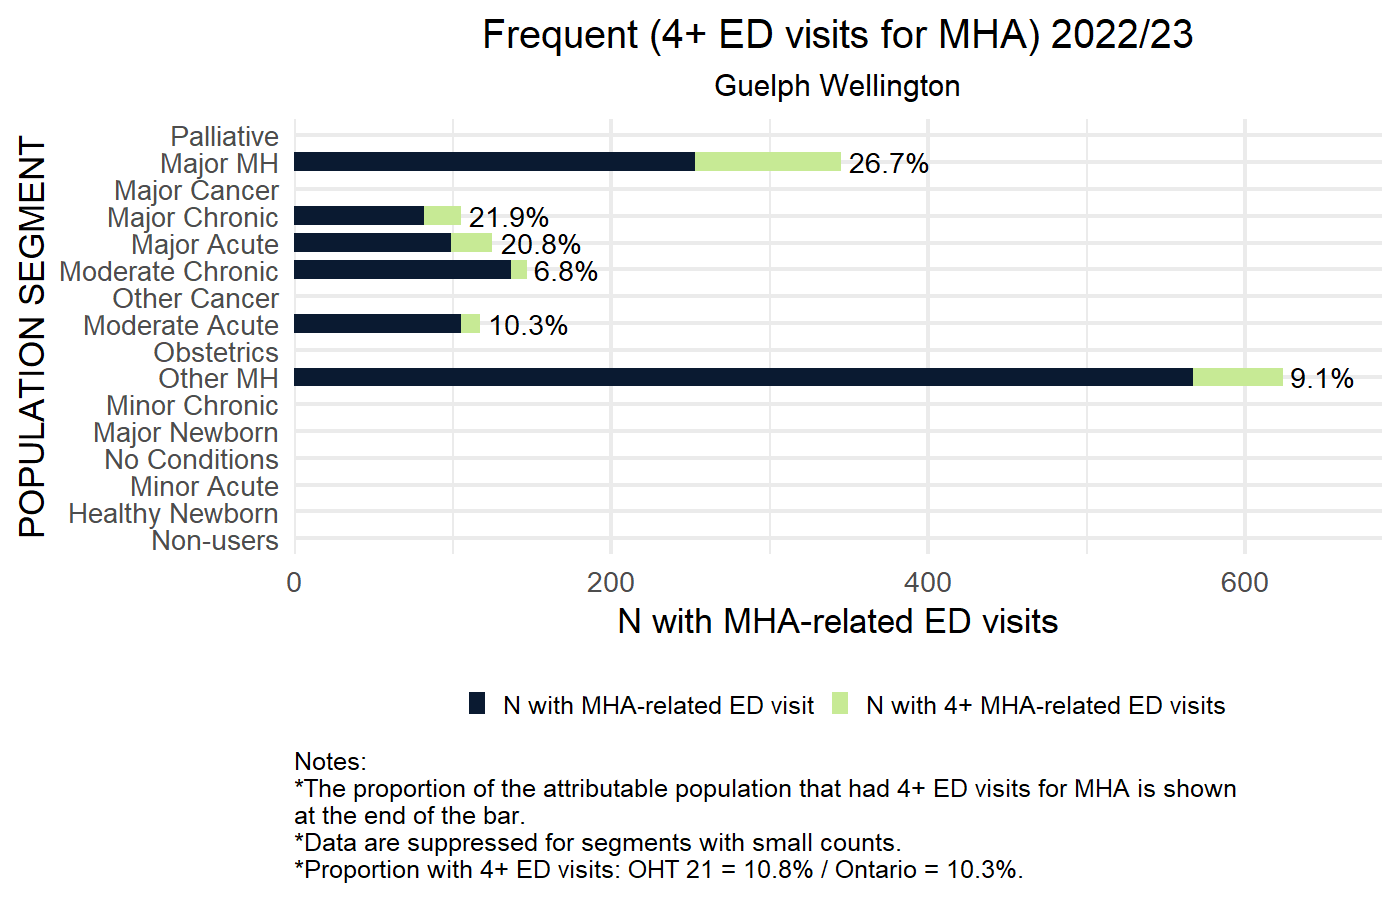 Frequent (4+ ED visits for MHA) 2022/23
Guelph Wellington
POPULATION SEGMENT
Palliative
Major MH 26.7%
Major Cancer
Major Chronic 21.9%
Major Acute 20.8%
Moderate Chronic 6.8%
Other Cancer
Moderate Acute 10.3%
Obstetrics
Other MH 9.1%
Minor Chronic
Major Newborn
No Conditions
Minor Acute
Healthy Newborn
Non-users
0 200 400 600
N with MHA-related ED visits
N with MHA-related ED visit N with 4+ MHA-related ED visits
Notes:
*The proportion of the attributable population that had 4+ ED visits for MHA is shown
at the end of the bar.
*Data are suppressed for segments with small counts.
*Proportion with 4+ ED visits: OHT 21 = 10.8% / Ontario = 10.3%.